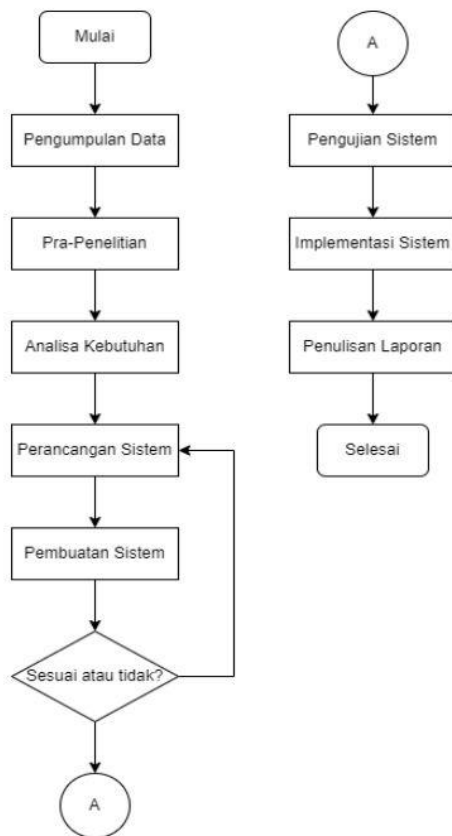 Mulai
Pengumpulan Data
Pra-Penelitian
Analisa Kebutuhan
Perancangan Sistem
Pembuatan Sistem
Sesuai atau tidak?
A
A
Pengujian Sistem
Implementasi Sistem
Penulisan Laporan
Selesai